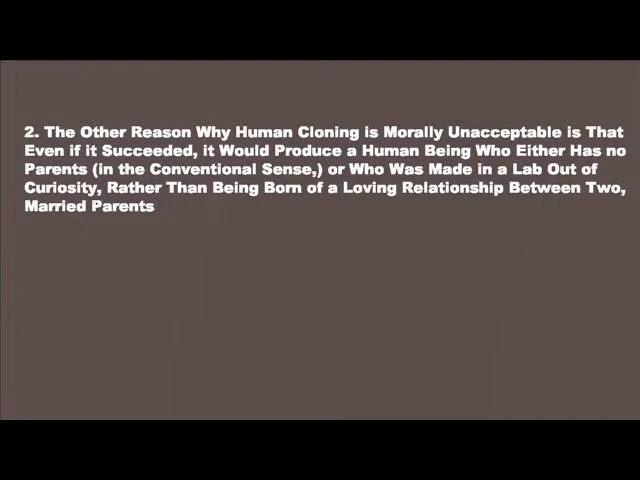 2. The Other Reason Why Human Cloning is Morally Unacceptable is That
Even if it Succeeded, it Would Produce a Human Being Who Either Has no
Parents (in the Conventional Sense,) or Who Was Made in a Lab Out of
Curiosity, Rather Than Being Born of a Loving Relationship Between Two,
Married Parents